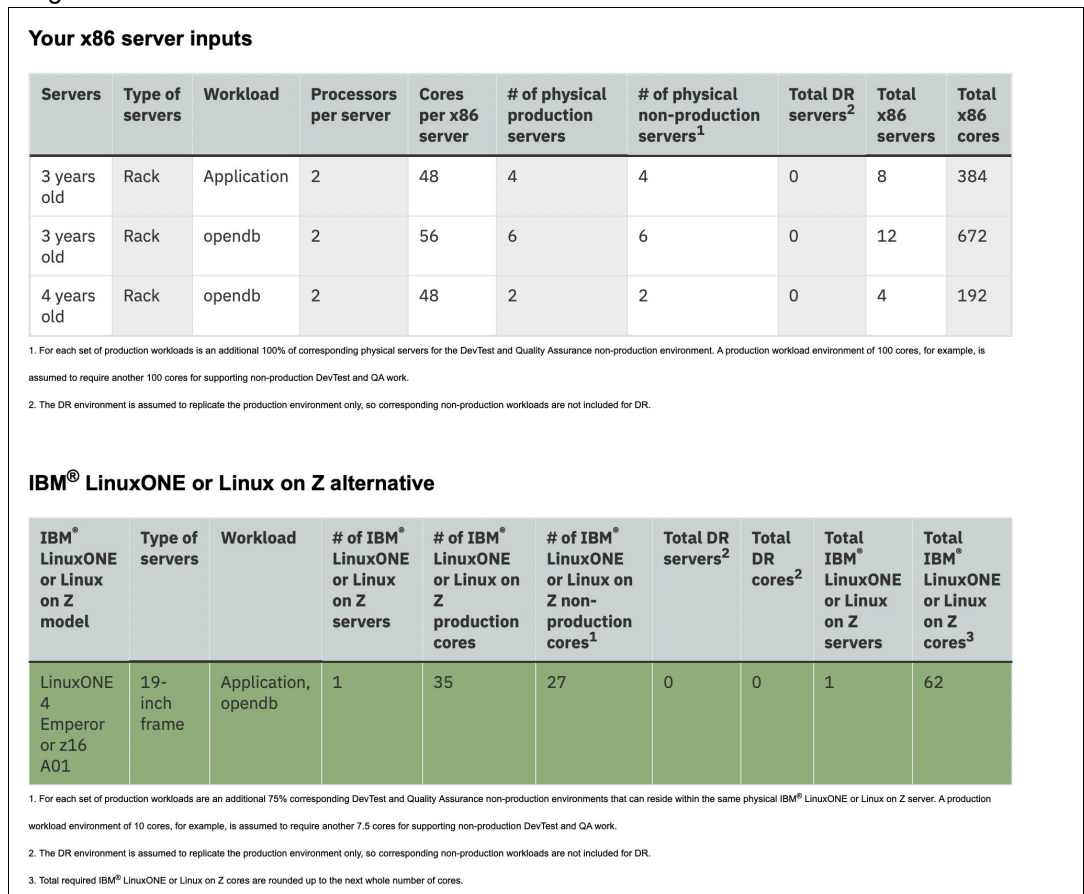 Your x86 server inputs
Servers Type of servers Workload Processors per server Cores per x86 server # of physical production servers # of physical non-production servers1 Total DR servers2 Total x86 servers Total x86 cores
3 years old Rack Application 2 48 4 4 0 8 384
3 years old Rack opendb 2 56 6 6 0 12 672
4 years old Rack opendb 2 48 2 2 0 4 192
1. For each set of production workloads is an additional 100% of corresponding physical servers for the DevTest and Quality Assurance non-production environment. A production workload environment of 100 cores, for example, is
assumed to require another 100 cores for supporting non-production DevTest and QA work.
2. The DR environment is assumed to replicate the production environment only, so corresponding non-production workloads are not included for DR.
IBM® LinuxONE or Linux on Z alternative
IBM® LinuxONE or Linux on Z model Type of servers Workload # of IBM® LinuxONE or Linux on Z servers # of IBM® LinuxONE or Linux on Z production cores # of IBM® LinuxONE or Linux on Z non-production cores1 Total DR servers2 Total DR cores2 Total IBM® LinuxONE or Linux on Z servers Total IBM® LinuxONE or Linux on Z cores3
LinuxONE 4 Emperor or z16 A01 19-inch frame Application, opendb 1 35 27 0 0 1 62
1. For each set of production workloads are an additional 75% corresponding DevTest and Quality Assurance non-production environments that can reside within the same physical IBM® LinuxONE or Linux on Z server. A production
workload environment of 10 cores, for example, is assumed to require another 7.5 cores for supporting non-production DevTest and QA work.
2. The DR environment is assumed to replicate the production environment only, so corresponding non-production workloads are not included for DR.
3. Total required IBM® LinuxONE or Linux on Z cores are rounded up to the next whole number of cores.